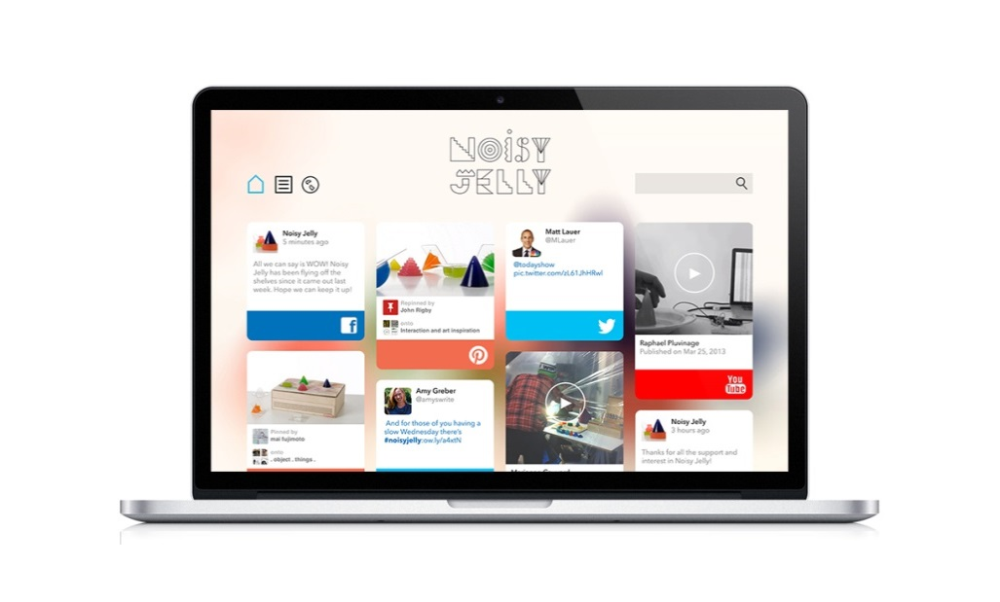 NOISY
JELLY
Noisy Jelly
5 minutes ago
All we can say is WOW! Noisy
Jelly has been flying off the
shelves since it came out last
week. Hope we can keep it up!
Repinned by
John Rigby
onto
Interaction and art inspiration
Matt Lauer
@MLauer
@todayshow
pic.twitter.com/zL61JhHRwl
Raphael Pluvinage
Published on Mar 25, 2013
You
Tube
Pinned by
mai fujimoto
onto
. object . things .
Amy Greber
@amyswrite
And for those of you having a
slow Wednesday there's
#noisyjelly:ow.ly/a4xtN
Noisy Jelly
3 hours ago
Thanks for all the support and
interest in Noisy Jelly!